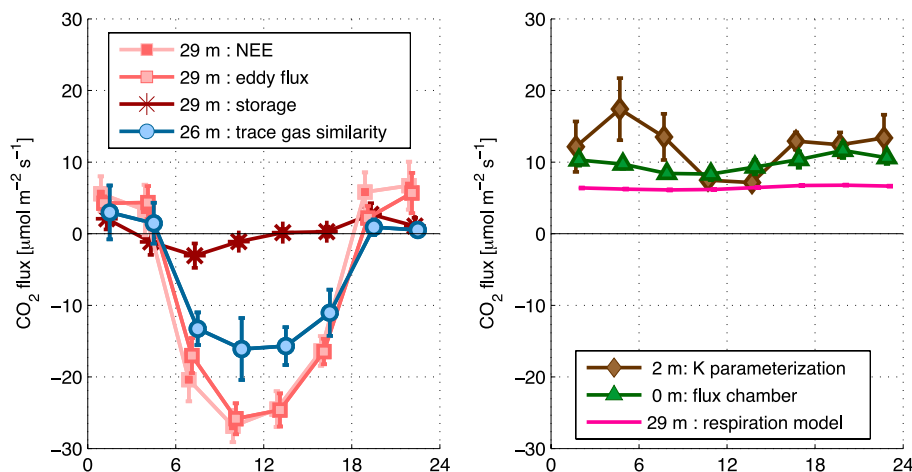 30
20
10
0
−10
−20
−30
CO2 flux [μmol m−2 s−1]
29 m : NEE
29 m : eddy flux
29 m : storage
26 m : trace gas similarity
0 6 12 18 24
30
20
10
0
−10
−20
−30
CO2 flux [μmol m−2 s−1]
2 m: K parameterization
0 m: flux chamber
29 m : respiration model
0 6 12 18 24